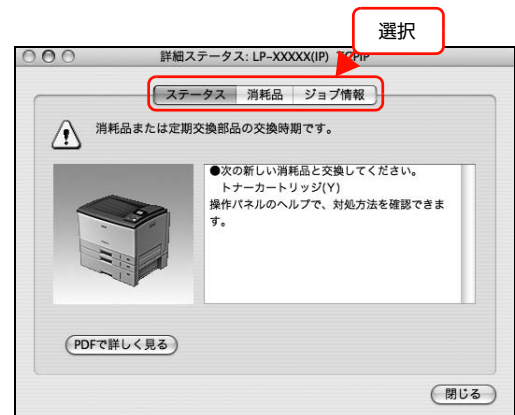 選択
詳細ステータス: LP-XXXXX(IP) TCPIP
ステータス 消耗品 ジョブ情報
消耗品または定期交換部品の交換時期です。
●次の新しい消耗品と交換してください。
トナーカートリッジ(Y)
操作パネルのヘルプで、対処方法を確認できま
す。
PDFで詳しく見る
閉じる